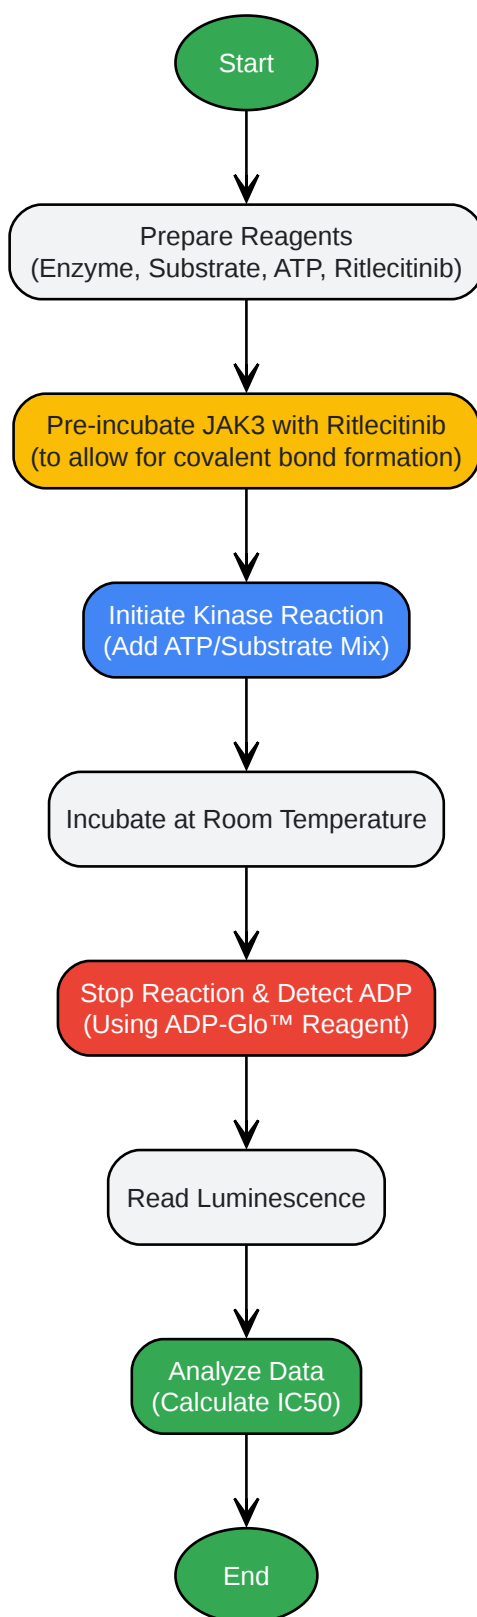 Start
Prepare Reagents
(Enzyme, Substrate, ATP, Ritlecitinib)
Pre-incubate JAK3 with Ritlecitinib
(to allow for covalent bond formation)
Initiate Kinase Reaction
(Add ATP/Substrate Mix)
Incubate at Room Temperature
Stop Reaction & Detect ADP
(Using ADP-Glo™ Reagent)
Read Luminescence
Analyze Data
(Calculate IC50)
End